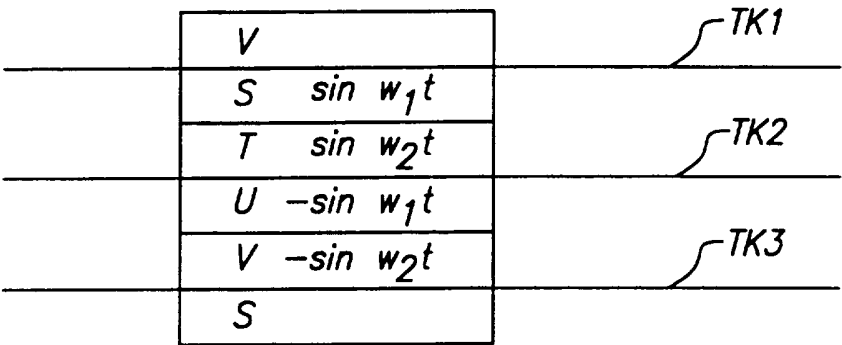 V
TK1
S sin w₁t
T sin w₂t
TK2
U -sin w₁t
V -sin w₂t
TK3
S